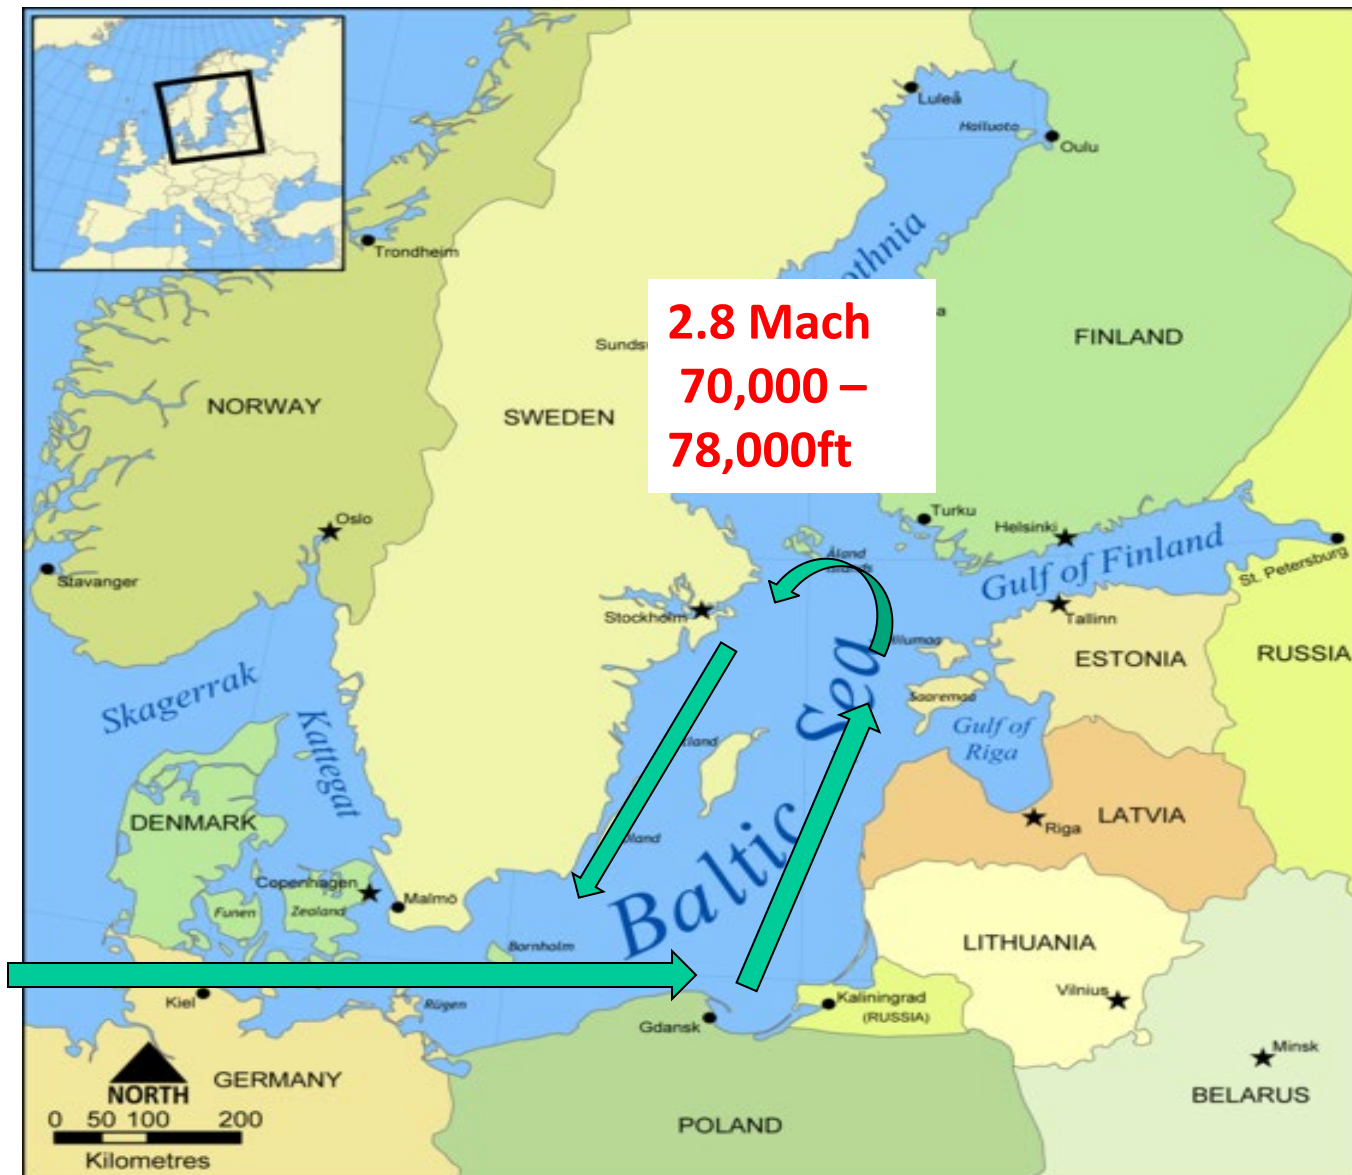 Luleå
Hailuoto
Oulu
Trondheim
othnia
2.8 Mach
70,000 –
78,000ft
a
Sunds
FINLAND
NORWAY
SWEDEN
Turku
Helsinki
Oslo
Gulf of Finland
Åland
Islands
St. Petersburg
Stavanger
Stockholm
Tallinn
ESTONIA
RUSSIA
Skagerrak
Kattegat
Baltic Sea
Saaremaa
Gulf of
Riga
DENMARK
LATVIA
Riga
Copenhagen
Malmö
Funen
Zealand
Bornholm
LITHUANIA
Vilnius
Kiel
Rügen
Kaliningrad
(RUSSIA)
Gdansk
Minsk
BELARUS
GERMANY
POLAND
NORTH
0 50 100 200
Kilometres